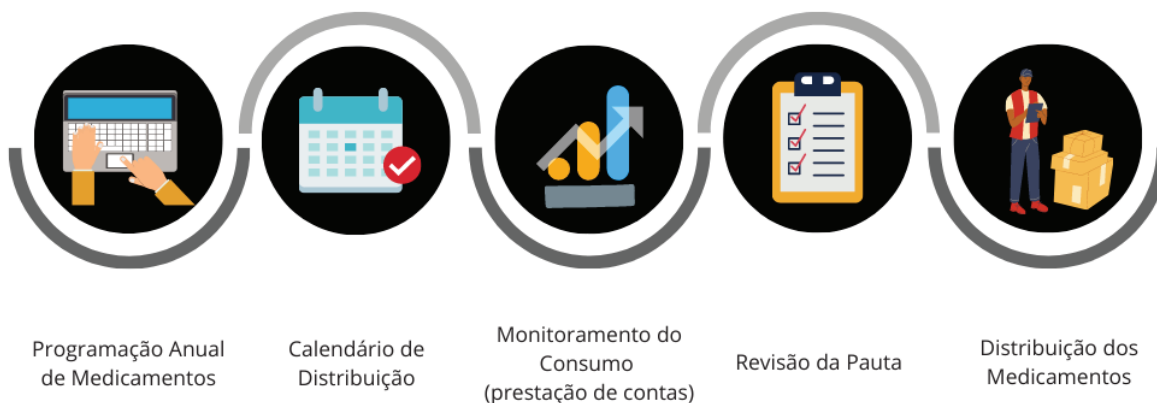 Programação Anual
de Medicamentos
Calendário de
Distribuição
Monitoramento do
Consumo
(prestação de contas)
Revisão da Pauta
Distribuição dos
Medicamentos